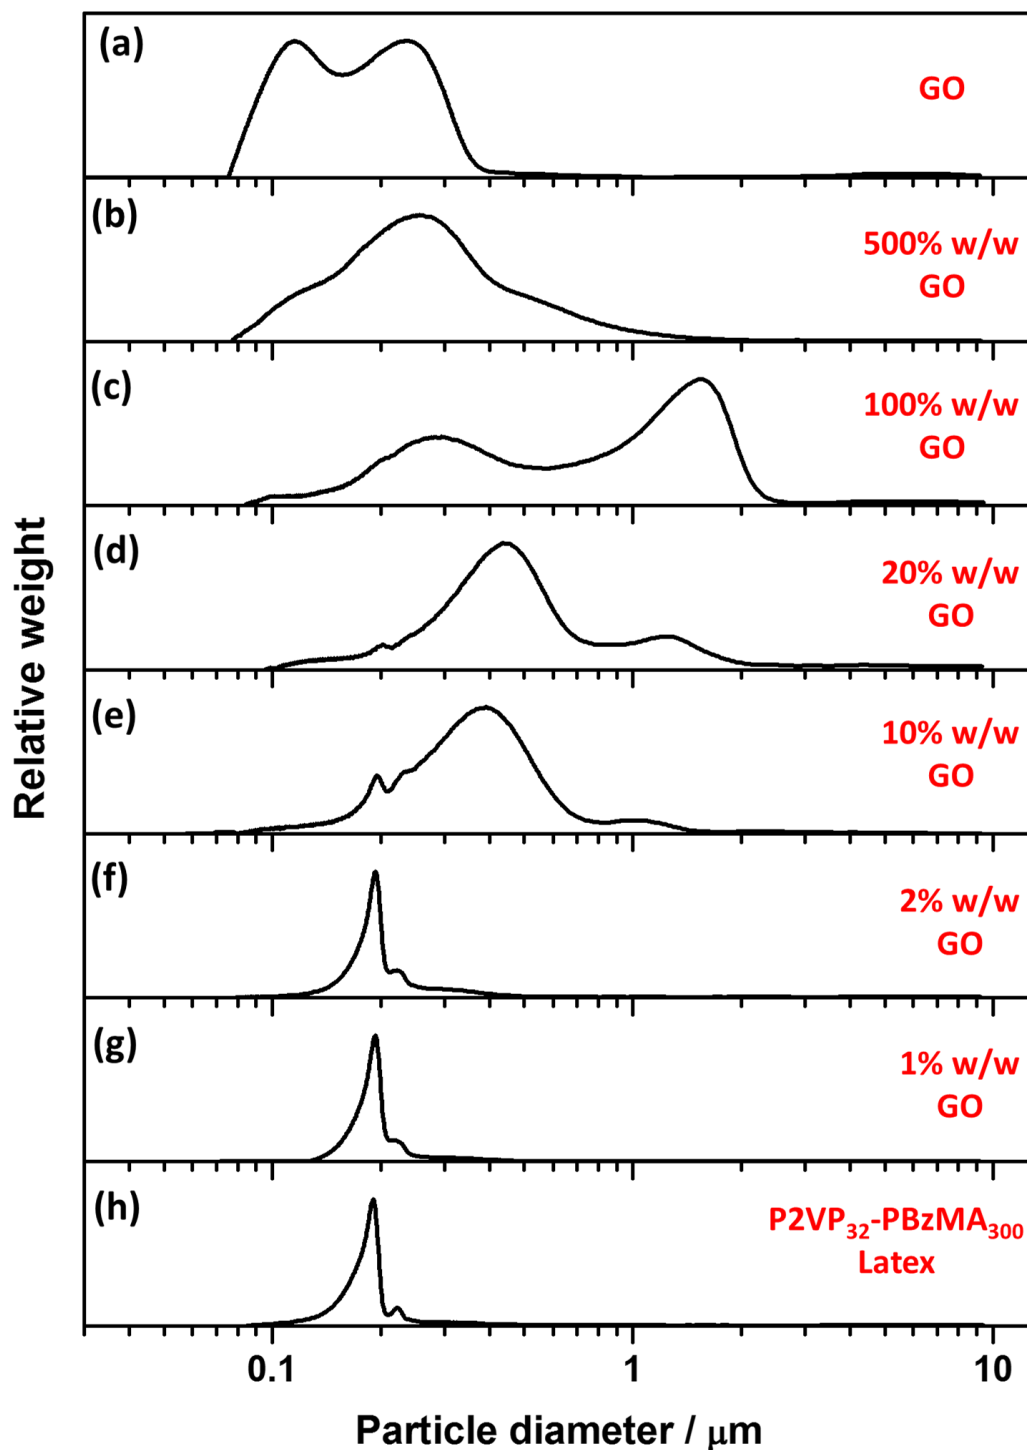 (a)
GO
(b)
500% w/w
GO
(c)
100% w/w
GO
(d)
20% w/w
GO
(e)
10% w/w
GO
(f)
2% w/w
GO
(g)
1% w/w
GO
(h)
P2VP32-PBzMA300
Latex
Relative weight
0.1
1
10
Particle diameter / μm